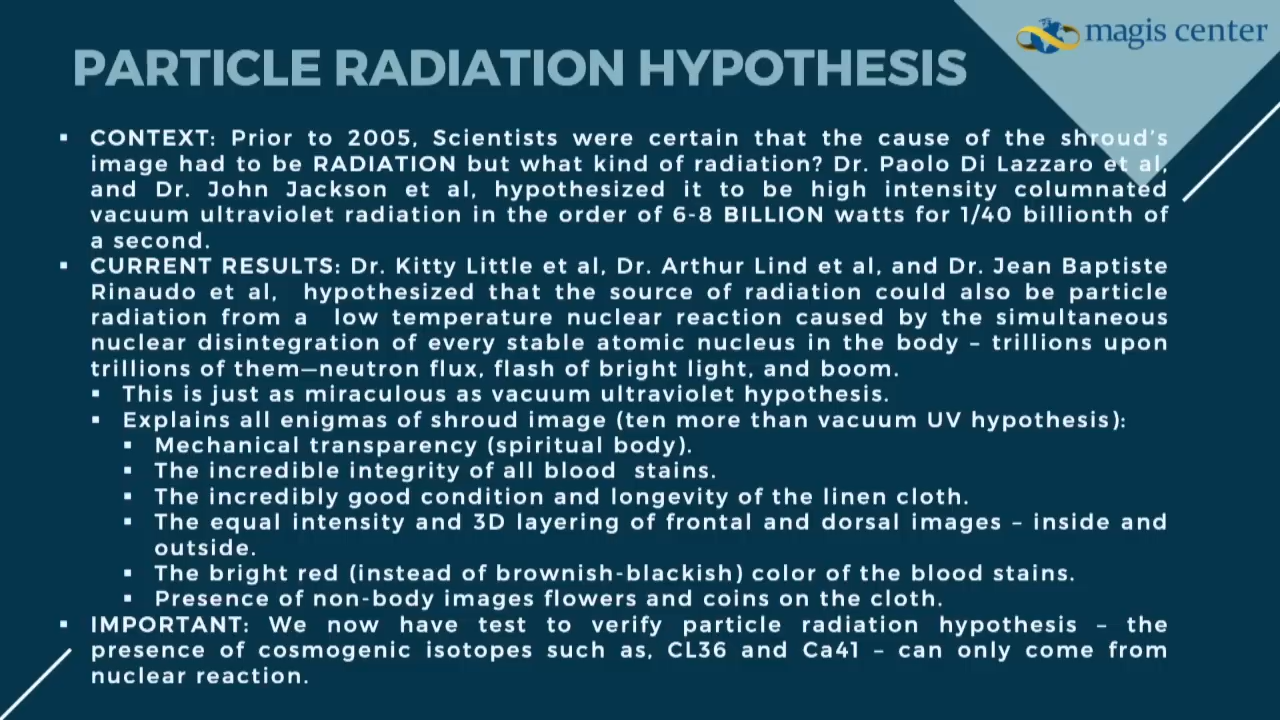 magis center
PARTICLE RADIATION HYPOTHESIS
▪ CONTEXT: Prior to 2005, Scientists were certain that the cause of the shroud's
image had to be RADIATION but what kind of radiation? Dr. Paolo Di Lazzaro et al,
and Dr. John Jackson et al, hypothesized it to be high intensity columnated
vacuum ultraviolet radiation in the order of 6-8 BILLION watts for 1/40 billionth of
a second.
▪ CURRENT RESULTS: Dr. Kitty Little et al, Dr. Arthur Lind et al, and Dr. Jean Baptiste
Rinaudo et al, hypothesized that the source of radiation could also be particle
radiation from a low temperature nuclear reaction caused by the simultaneous
nuclear disintegration of every stable atomic nucleus in the body – trillions upon
trillions of them—neutron flux, flash of bright light, and boom.
▪ This is just as miraculous as vacuum ultraviolet hypothesis.
▪ Explains all enigmas of shroud image (ten more than vacuum UV hypothesis):
▪ Mechanical transparency (spiritual body).
▪ The incredible integrity of all blood stains.
▪ The incredibly good condition and longevity of the linen cloth.
▪ The equal intensity and 3D layering of frontal and dorsal images – inside and
outside.
▪ The bright red (instead of brownish-blackish) color of the blood stains.
▪ Presence of non-body images flowers and coins on the cloth.
▪ IMPORTANT: We now have test to verify particle radiation hypothesis – the
presence of cosmogenic isotopes such as, CL36 and Ca41 – can only come from
nuclear reaction.